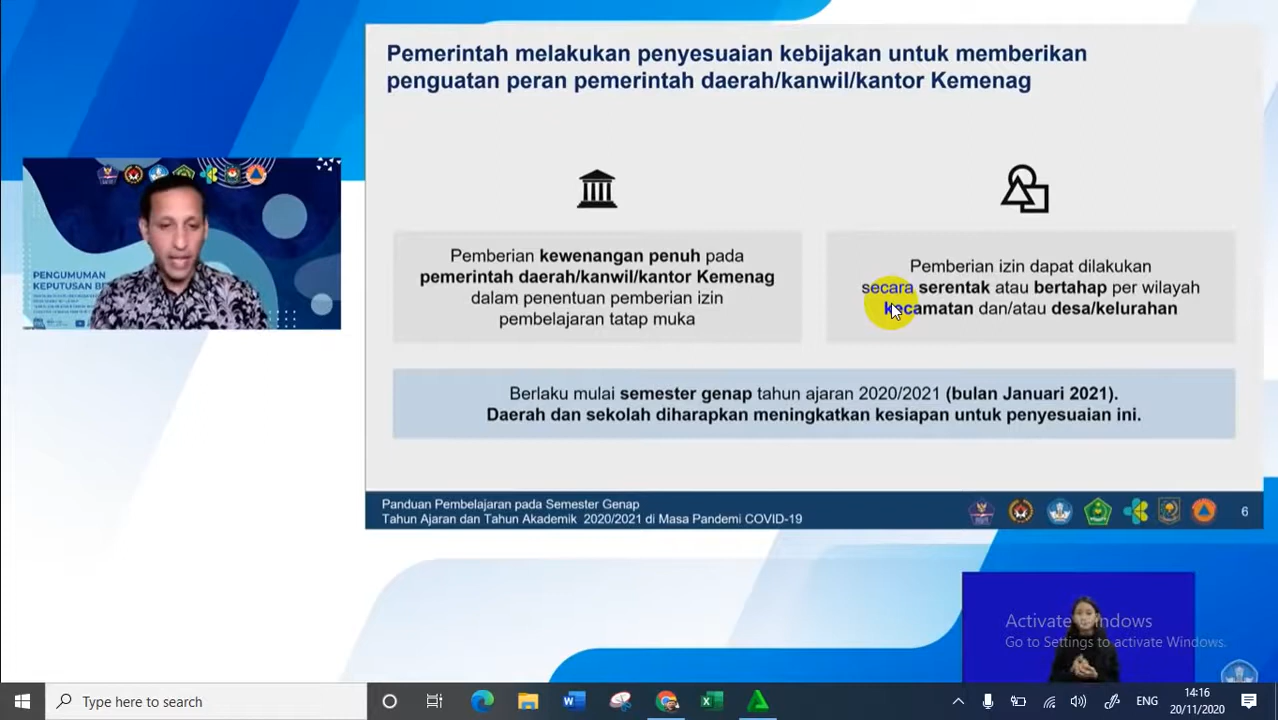 Pemerintah melakukan penyesuaian kebijakan untuk memberikan
penguatan peran pemerintah daerah/kanwil/kantor Kemenag
Pemberian kewenangan penuh pada
pemerintah daerah/kanwil/kantor Kemenag
dalam penentuan pemberian izin
pembelajaran tatap muka
Pemberian izin dapat dilakukan
secara serentak atau bertahap per wilayah
kecamatan dan/atau desa/kelurahan
Berlaku mulai semester genap tahun ajaran 2020/2021 (bulan Januari 2021).
Daerah dan sekolah diharapkan meningkatkan kesiapan untuk penyesuaian ini.
Panduan Pembelajaran pada Semester Genap
Tahun Ajaran dan Tahun Akademik 2020/2021 di Masa Pandemi COVID-19
6
PENGUMUMAN
KEPUTUSAN BE
Activate Windows
Go to Settings to activate Windows.
Type here to search
ENG
14:16
20/11/2020